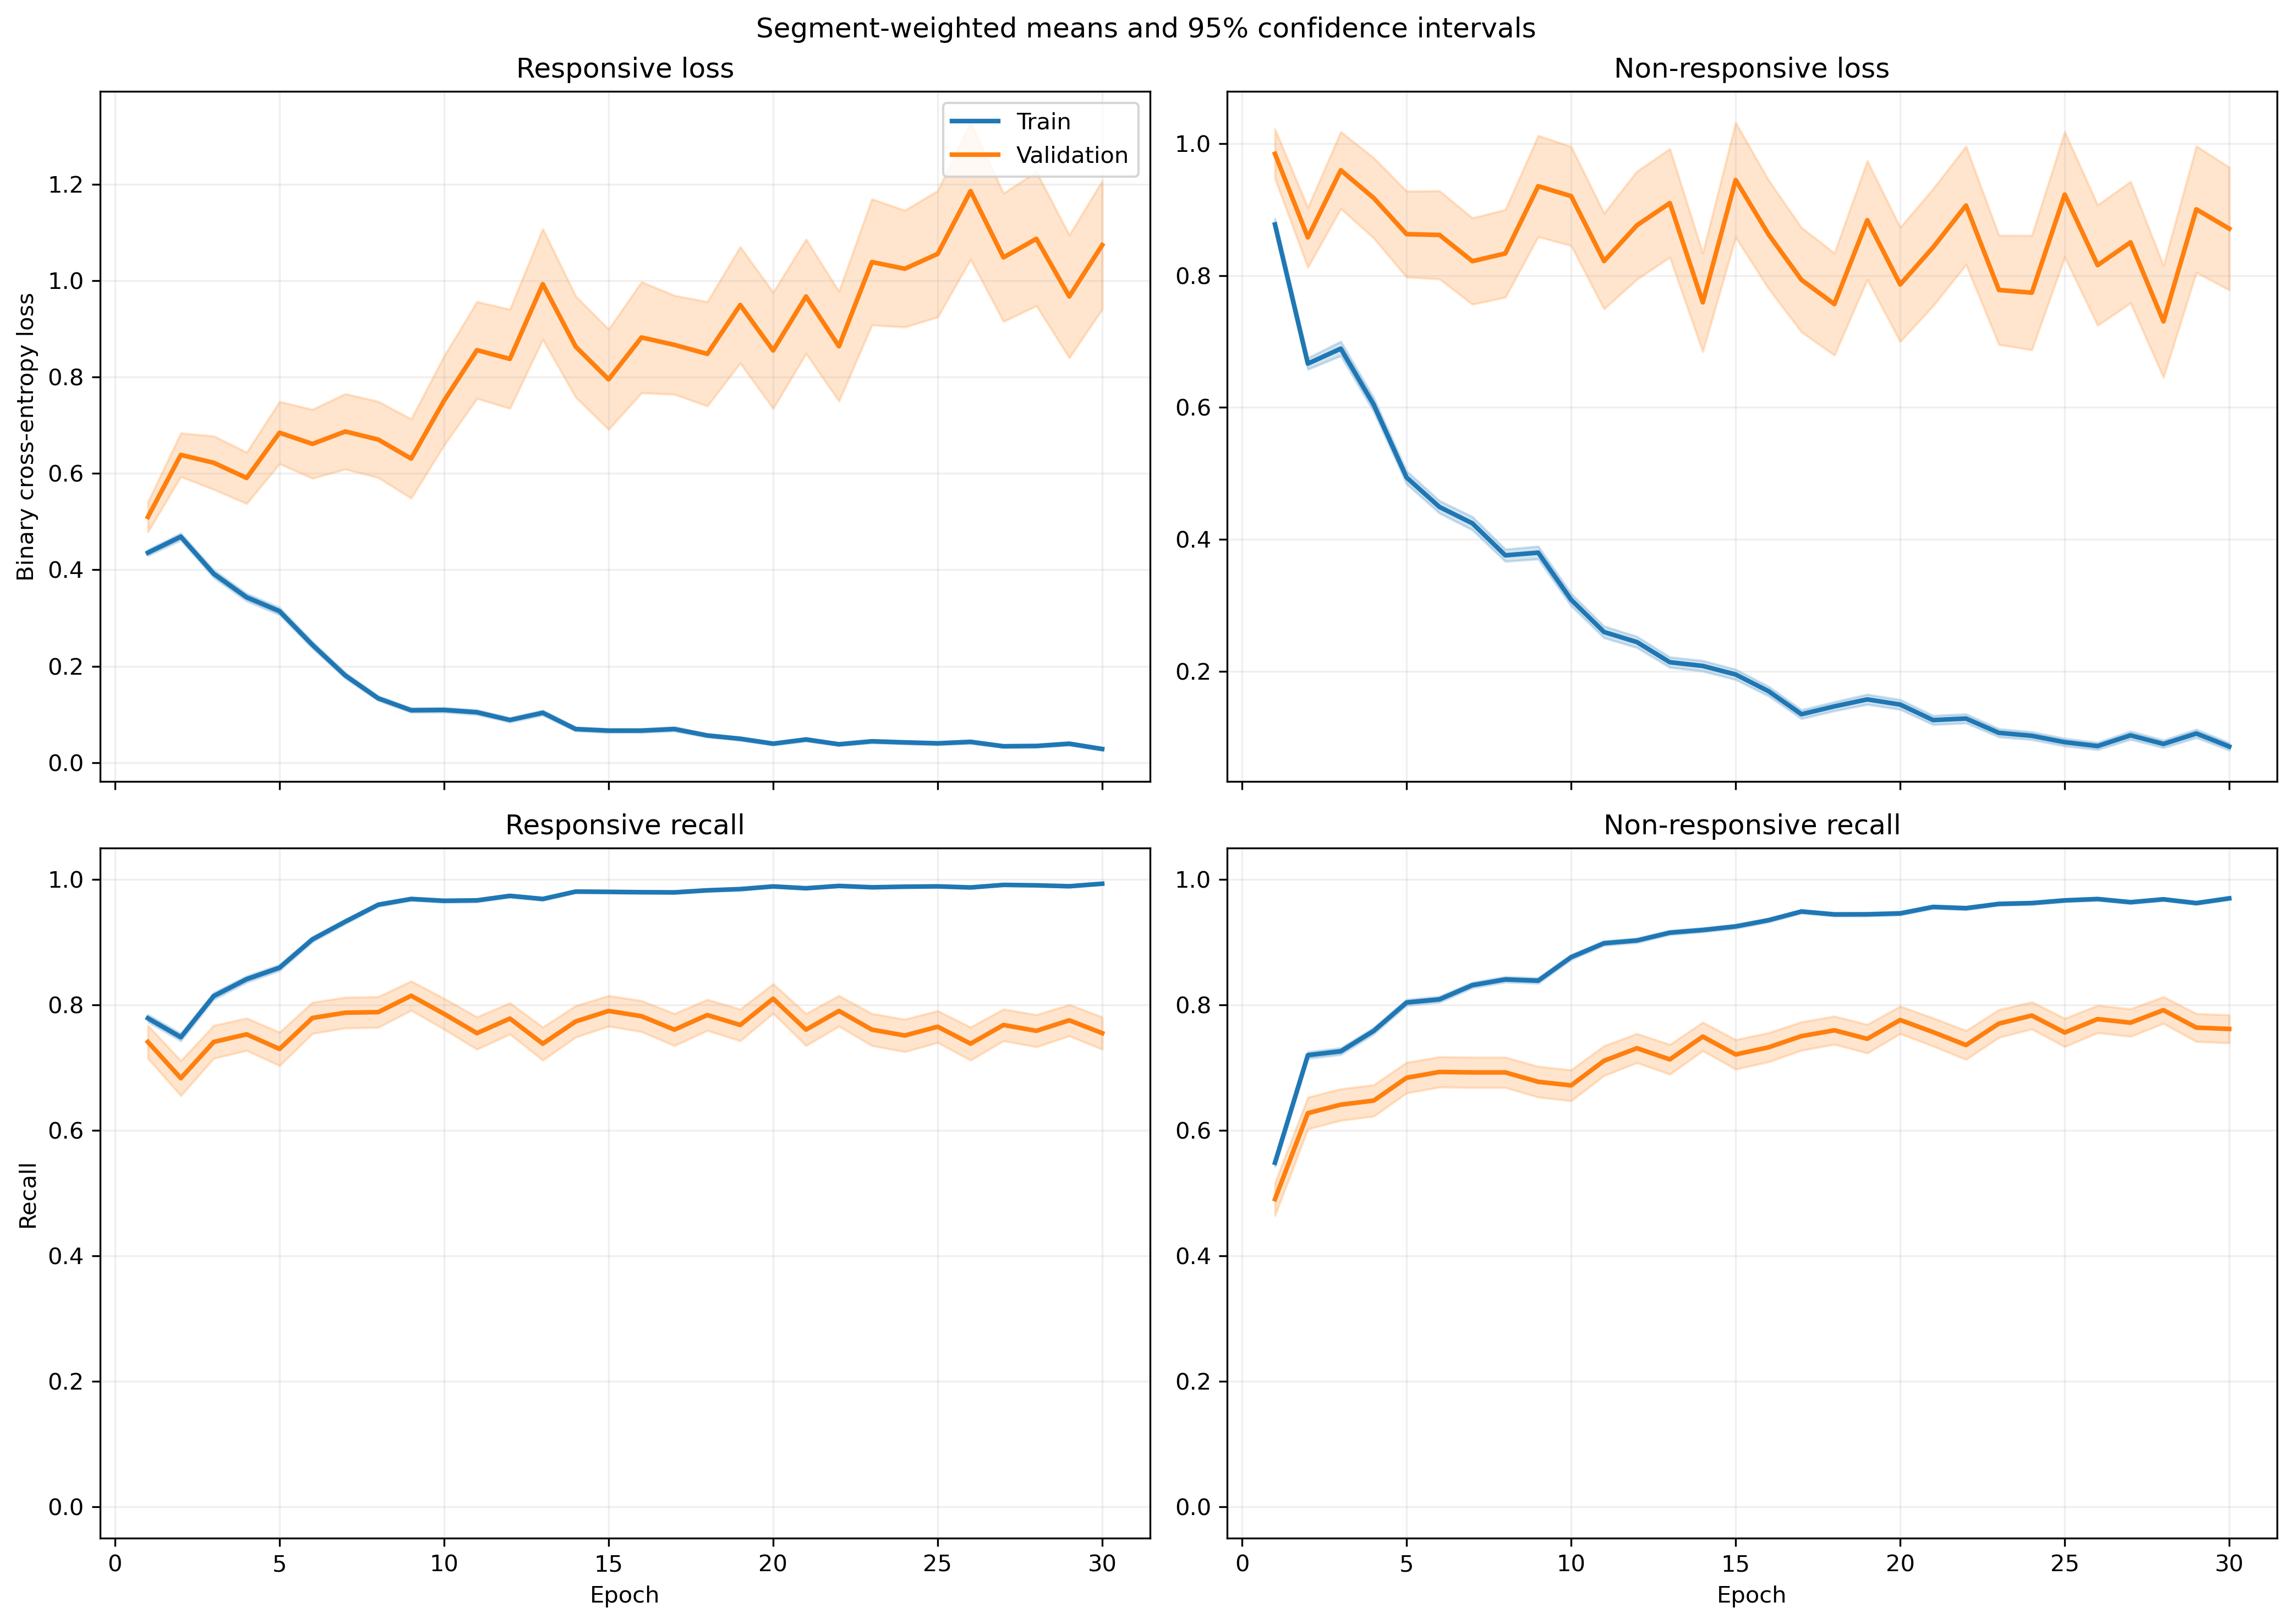 Segment-weighted means and 95% confidence intervals
Responsive loss
Train
Validation
1.2
1.0
0.8
0.6
0.4
0.2
0.0
Binary cross-entropy loss
Non-responsive loss
1.0
0.8
0.6
0.4
0.2
Responsive recall
1.0
0.8
0.6
0.4
0.2
0.0
Recall
0 5 10 15 20 25 30
Epoch
Non-responsive recall
1.0
0.8
0.6
0.4
0.2
0.0
0 5 10 15 20 25 30
Epoch